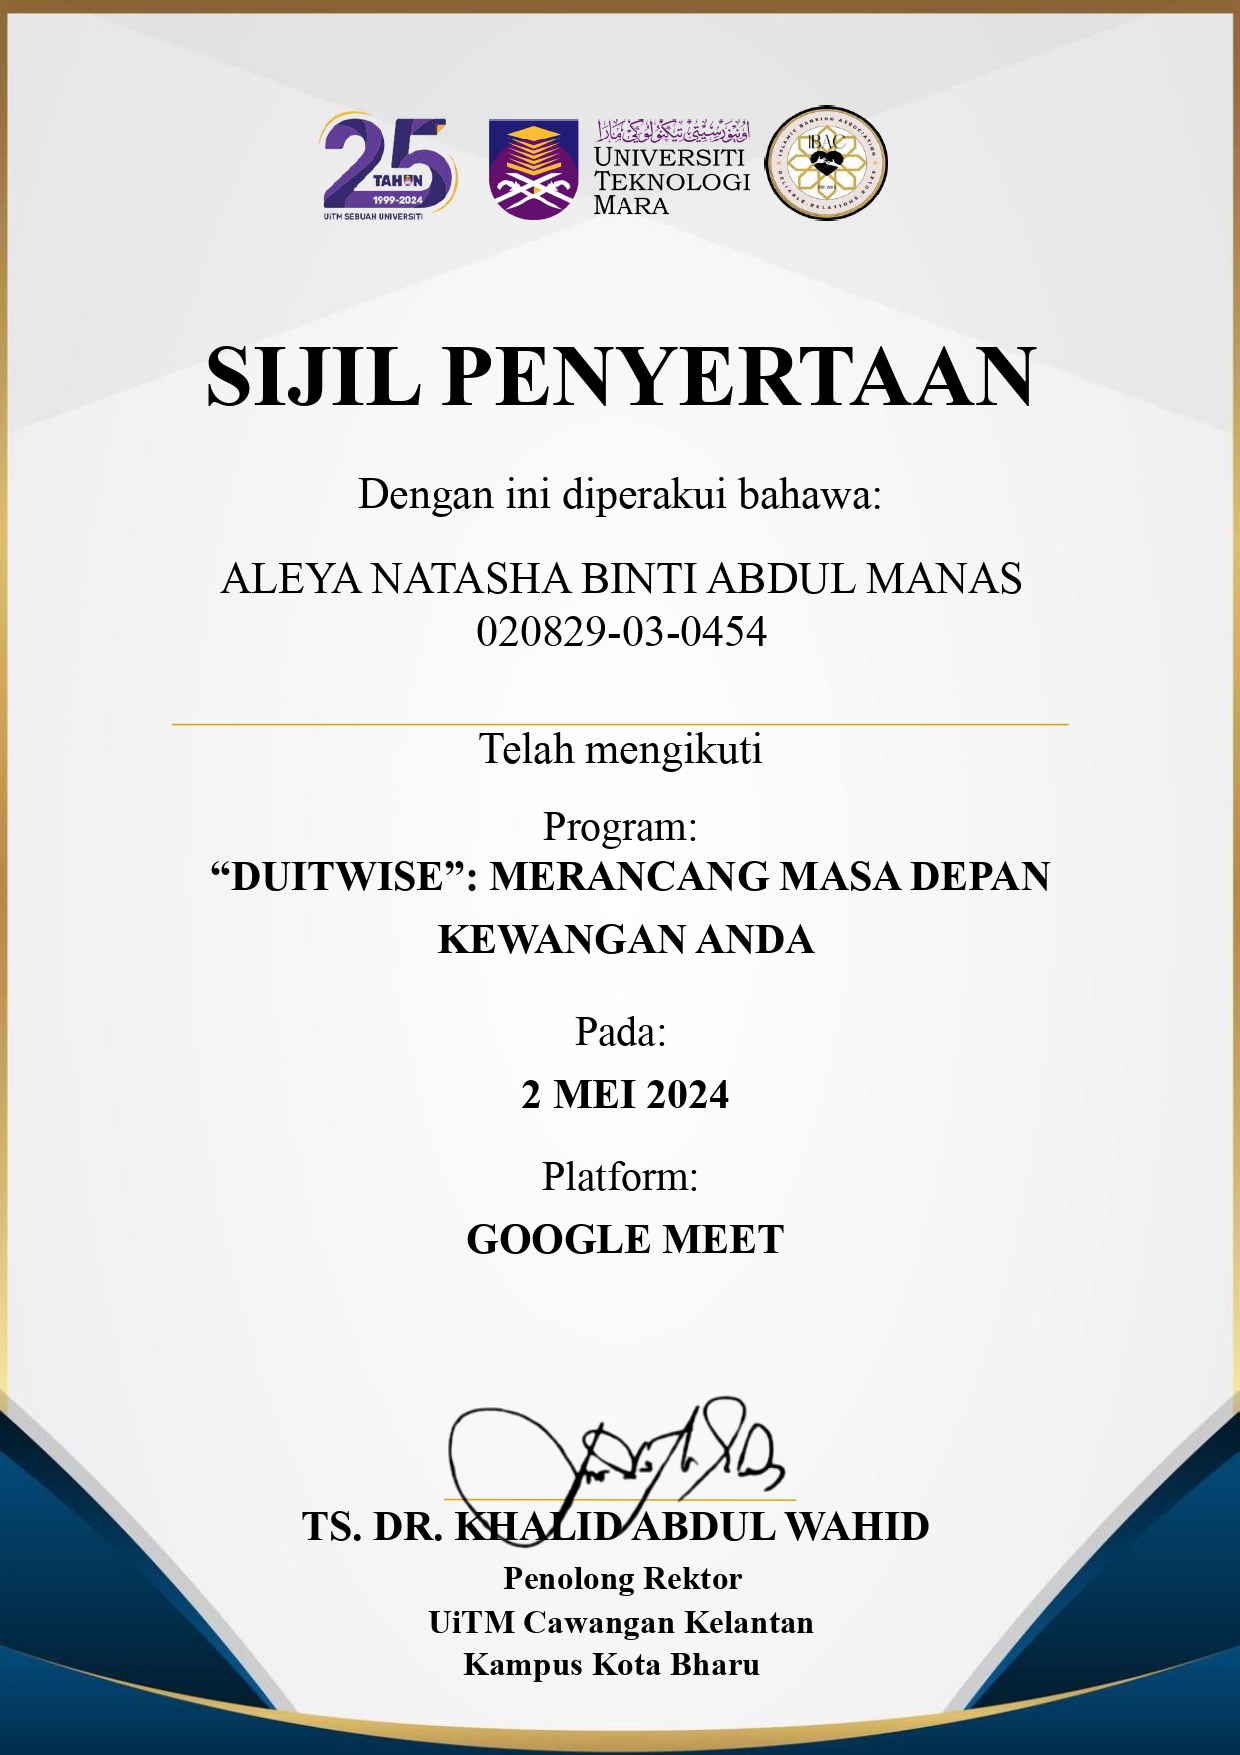 25
TAHUN
1999-2024
UiTM SEBUAH UNIVERSITI
اونيۏرسيتي تيكنولوݢي مارا
UNIVERSITI
TEKNOLOGI
MARA
ISLAMIC BANKING ASSOCIATION
IBAC
RELIABLE.RELATIONS.RULES
SIJIL PENYERTAAN
Dengan ini diperakui bahawa:
ALEYA NATASHA BINTI ABDUL MANAS
020829-03-0454
Telah mengikuti
Program:
“DUITWISE”: MERANCANG MASA DEPAN
KEWANGAN ANDA
Pada:
2 MEI 2024
Platform:
GOOGLE MEET
TS. DR. KHALID ABDUL WAHID
Penolong Rektor
UiTM Cawangan Kelantan
Kampus Kota Bharu